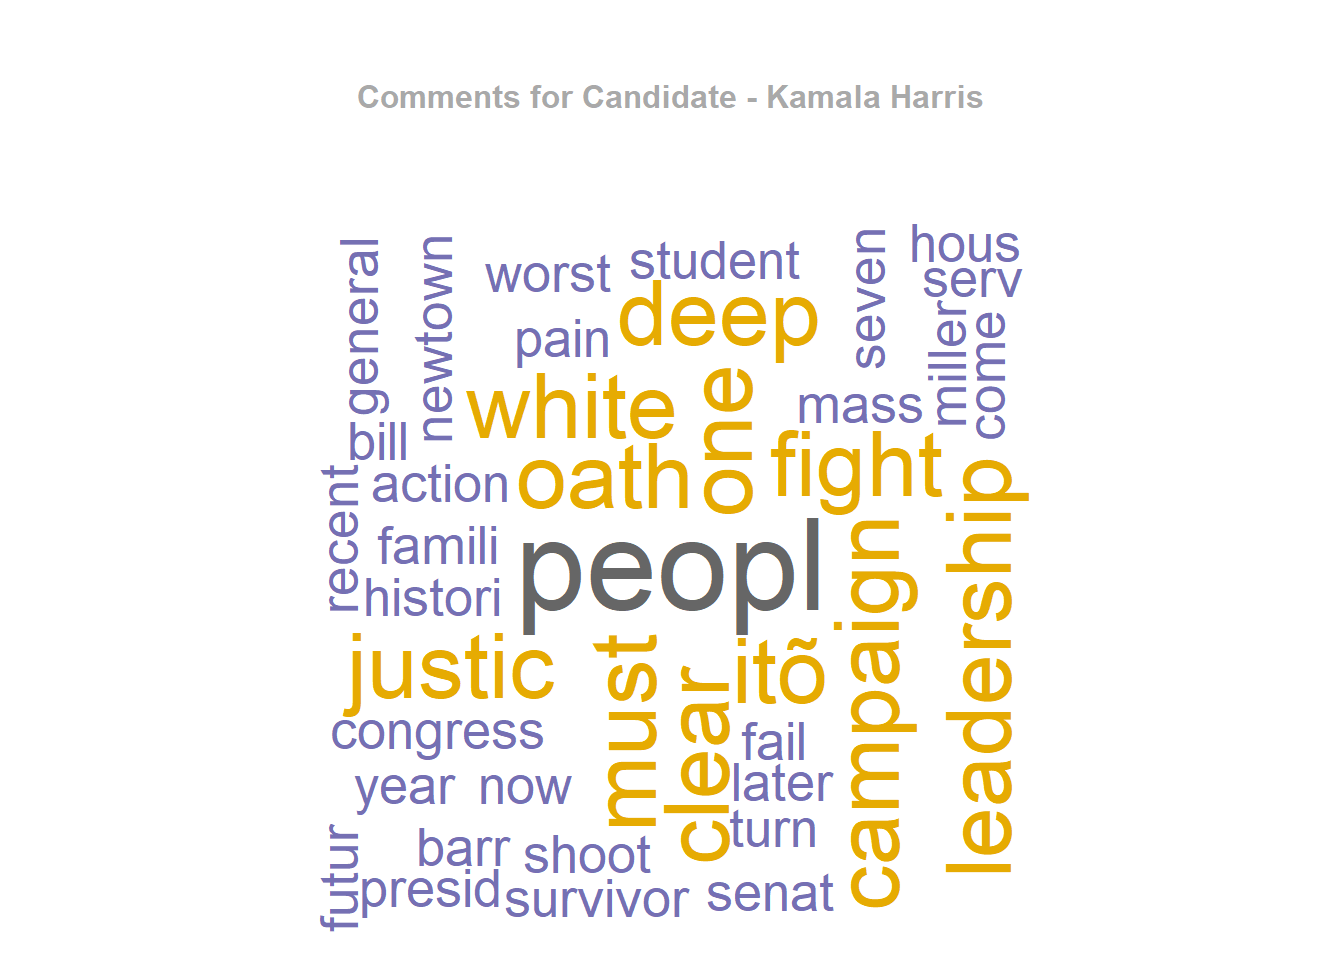 Comments for Candidate - Kamala Harris
general
newtown
worst
student
seven
hous
serv
deep
pain
miller
come
white
one
mass
bill
oath
fight
action
recent
famili
peopl
histori
campaign
leadership
justic
must
clear
itõ
congress
fail
year
now
later
turn
futur
barr
shoot
presid
survivor
senat